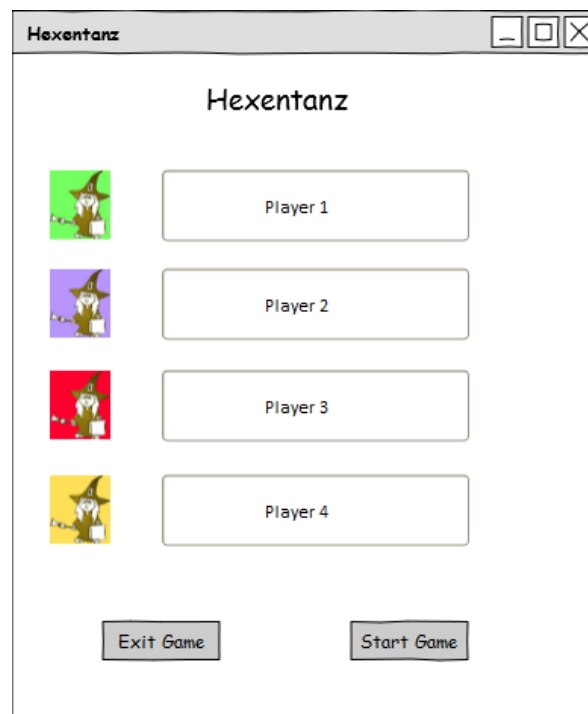 Hexentanz
Hexentanz
Player 1
Player 2
Player 3
Player 4
Exit Game
Start Game